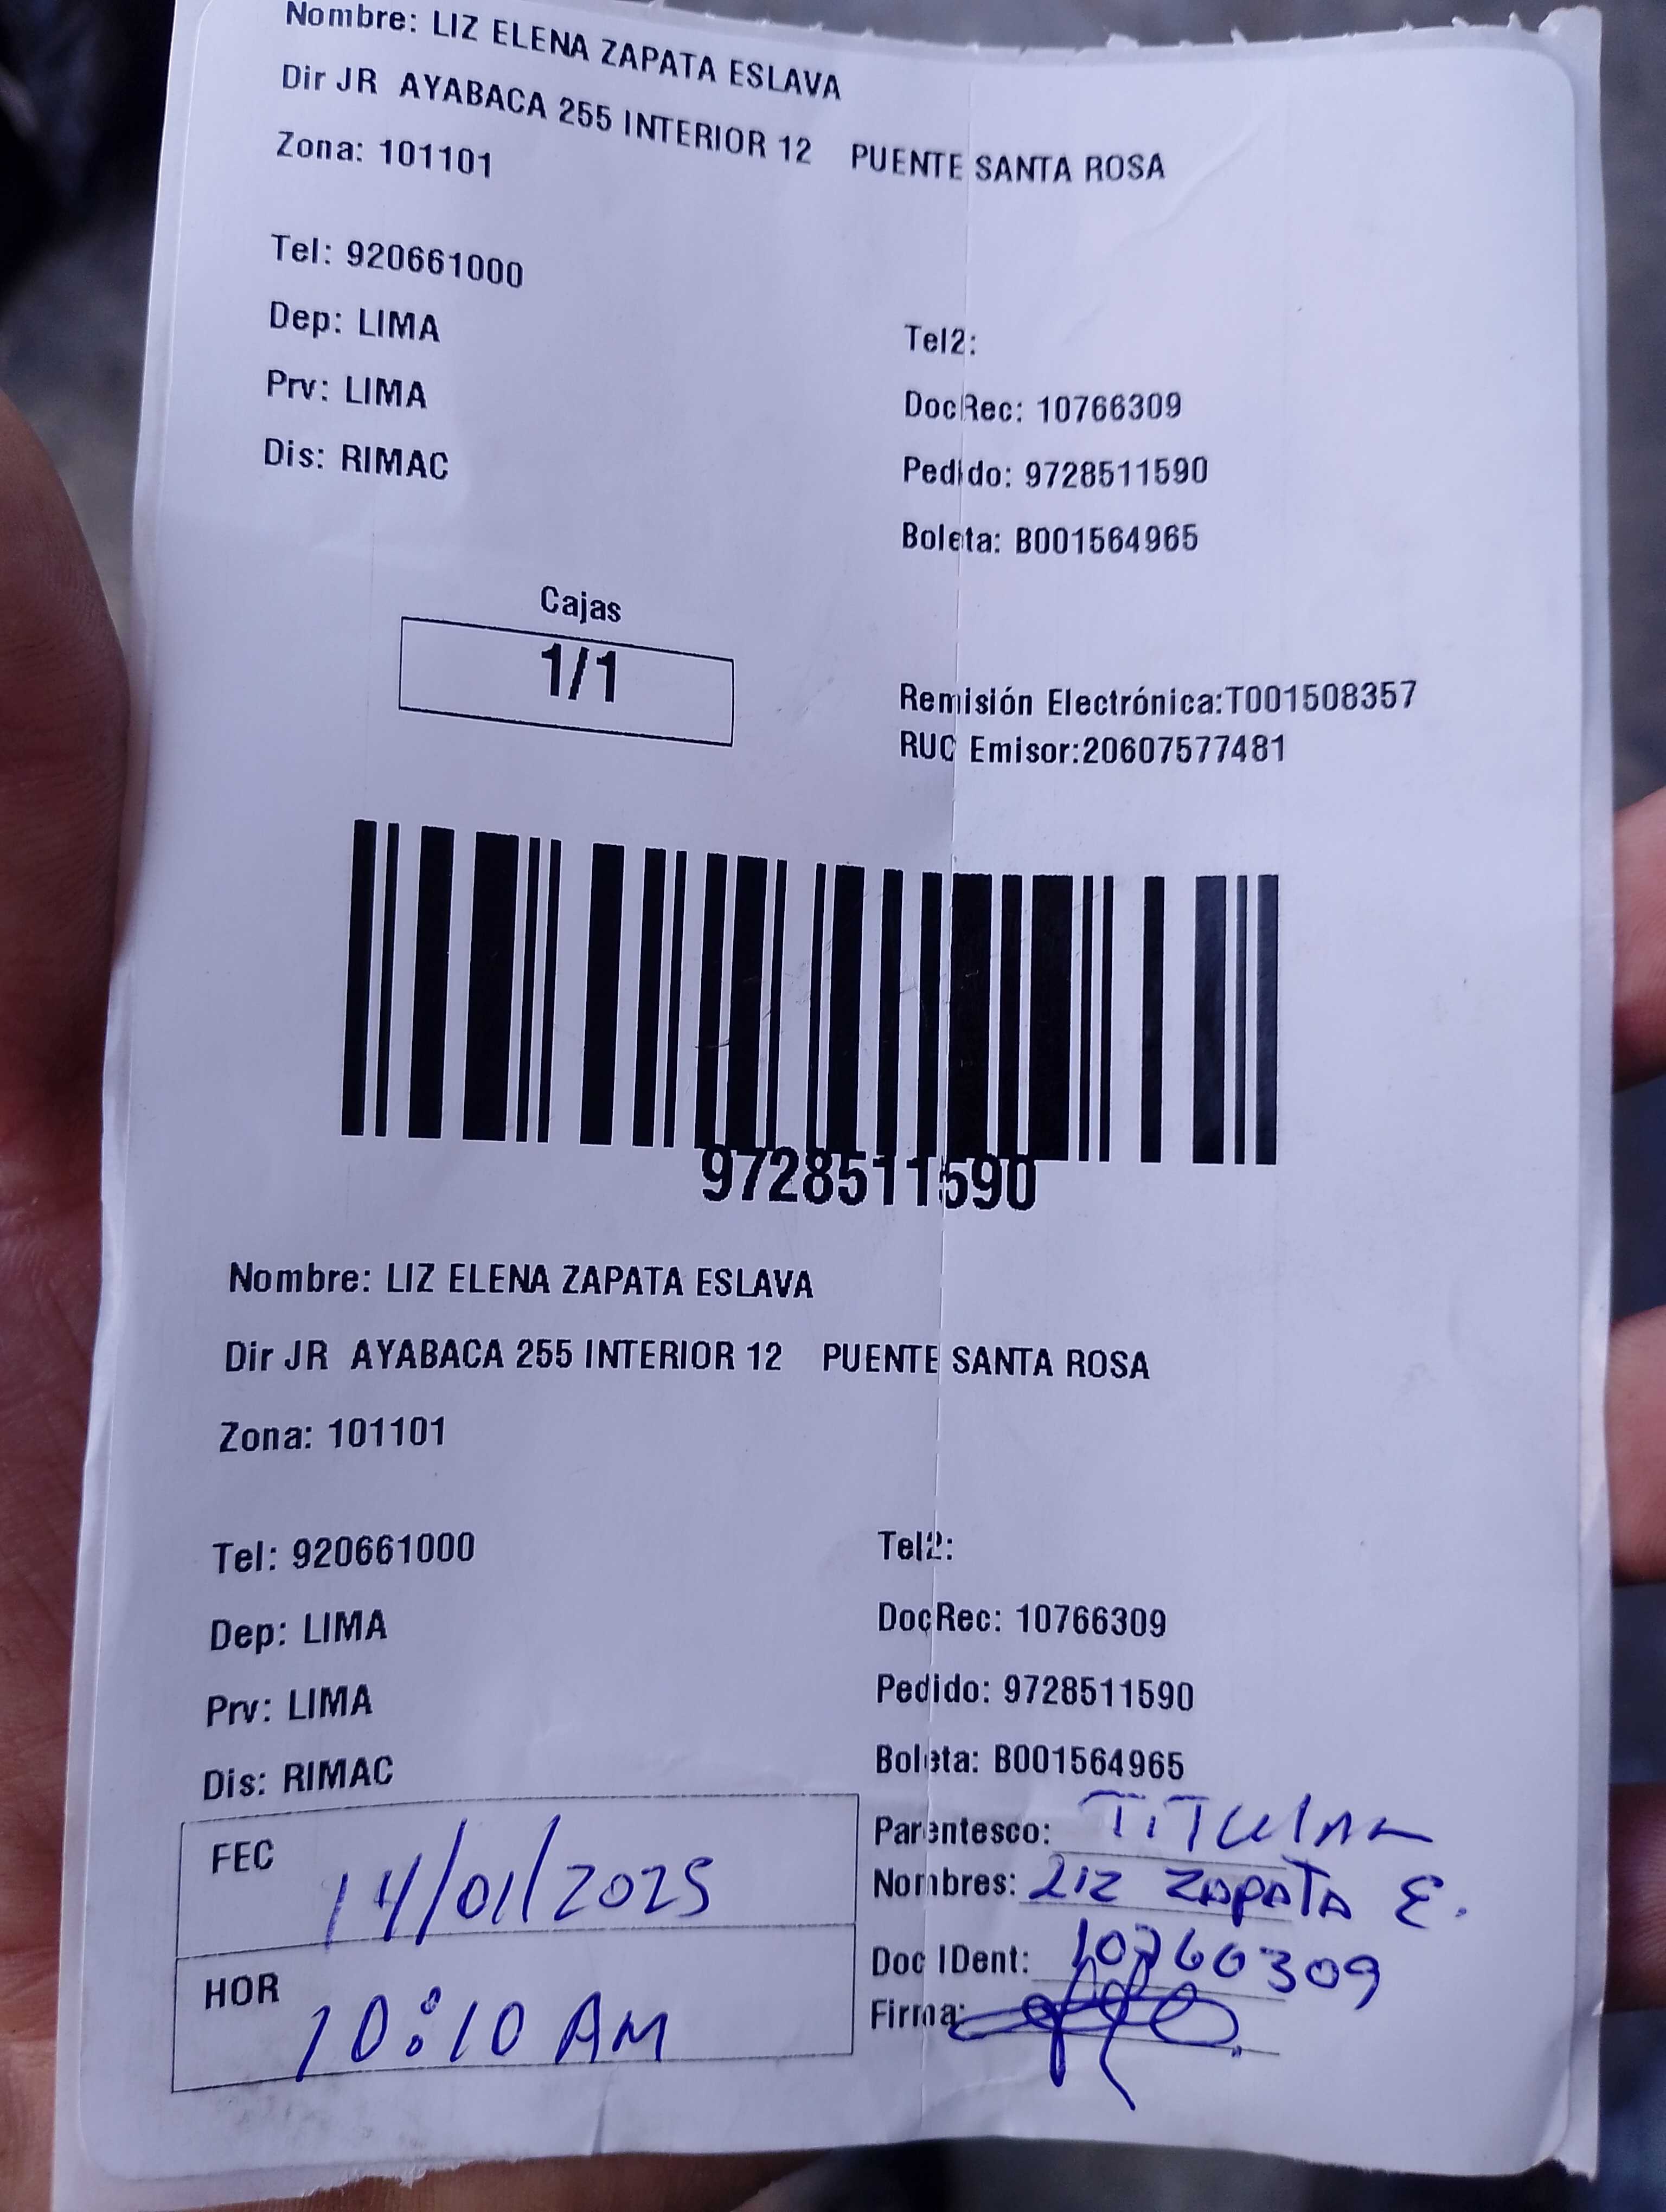 Nombre: LIZ ELENA ZAPATA ESLAVA
Dir JR AYABACA 255 INTERIOR 12 PUENTE SANTA ROSA
Zona: 101101
Tel: 920661000
Dep: LIMA
Tel2:
Prv: LIMA
DocRec: 10766309
Dis: RIMAC
Pedido: 9728511590
Boleta: B001564965
Cajas
1/1
Remisión Electrónica:T001508357
RUC Emisor:20607577481
9728511590
Nombre: LIZ ELENA ZAPATA ESLAVA
Dir JR AYABACA 255 INTERIOR 12 PUENTE SANTA ROSA
Zona: 101101
Tel: 920661000
Tel2:
Dep: LIMA
DocRec: 10766309
Prv: LIMA
Pedido: 9728511590
Dis: RIMAC
Boleta: B001564965
FEC 14/01/2025
HOR 10:10 AM
Parentesco: TITULAR
Nombres: LIZ ZAPATA E.
Doc IDent: 10766309
Firma: